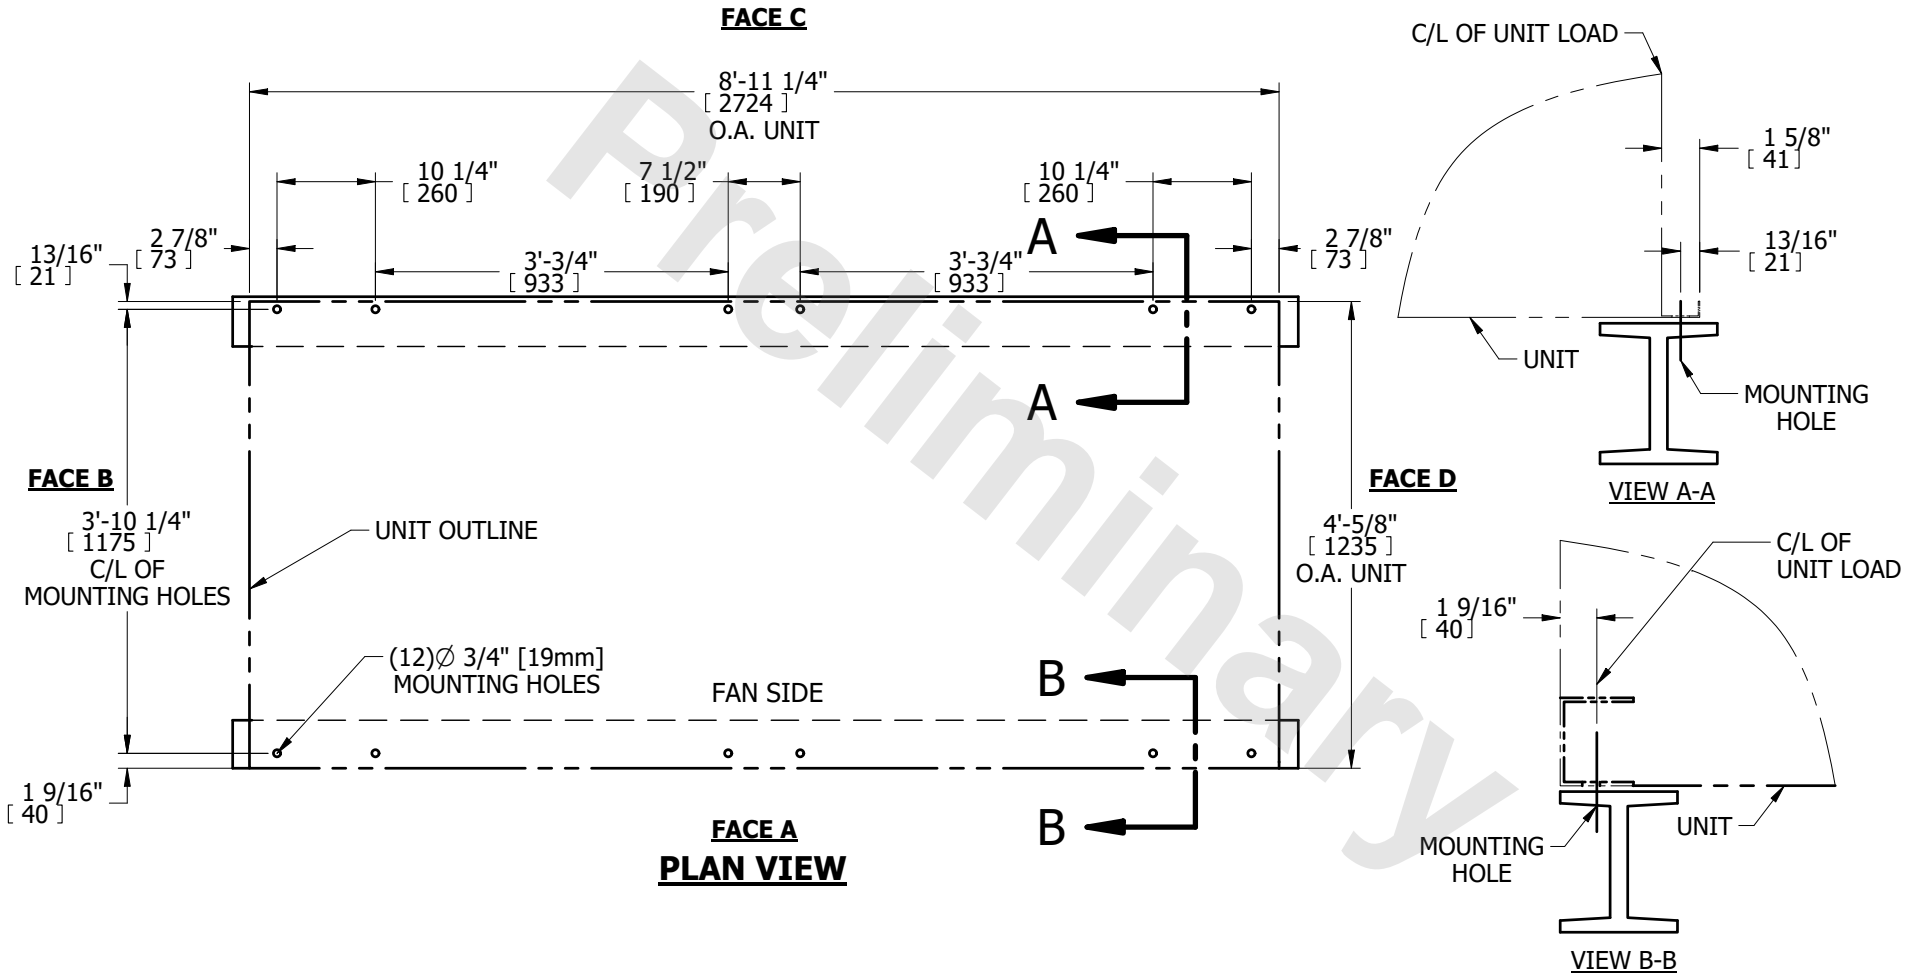 FACE C
8'-11 1/4"
[ 2724 ]
O.A. UNIT
10 1/4"
[ 260 ]
7 1/2"
[ 190 ]
10 1/4"
[ 260 ]
13/16"
[ 21 ]
2 7/8"
[ 73 ]
3'-3/4"
[ 933 ]
3'-3/4"
[ 933 ]
2 7/8"
[ 73 ]
A
A
FACE B
3'-10 1/4"
[ 1175 ]
C/L OF
MOUNTING HOLES
UNIT OUTLINE
FACE D
4'-5/8"
[ 1235 ]
O.A. UNIT
(12)Ø 3/4" [19mm]
MOUNTING HOLES
FAN SIDE
B
B
1 9/16"
[ 40 ]
FACE A
PLAN VIEW
C/L OF UNIT LOAD
1 5/8"
[ 41 ]
13/16"
[ 21 ]
UNIT
MOUNTING
HOLE
VIEW A-A
C/L OF
UNIT LOAD
1 9/16"
[ 40 ]
UNIT
MOUNTING
HOLE
VIEW B-B
Preliminary